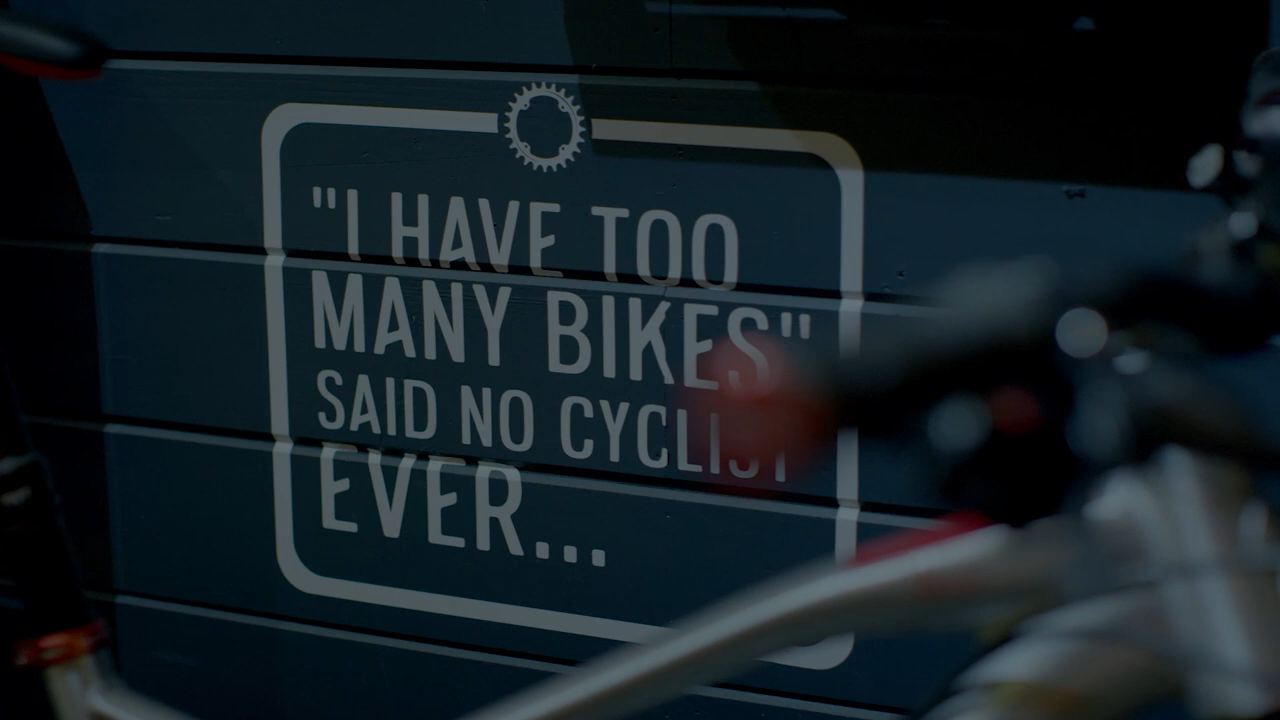 "I HAVE TOO
MANY BIKES"
SAID NO CYCLIST
EVER...